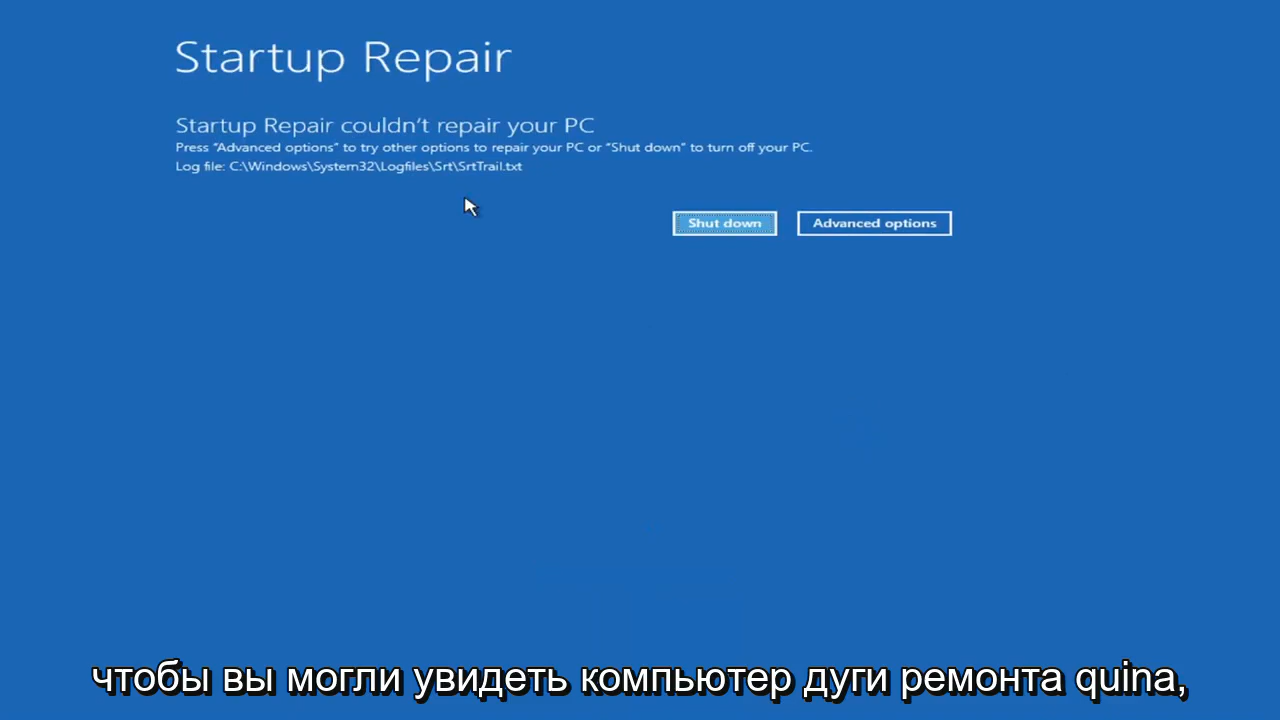 Startup Repair
Startup Repair couldn't repair your PC
Press "Advanced options" to try other options to repair your PC or "Shut down" to turn off your PC.
Log file: C:\Windows\System32\Logfiles\Srt\SrtTrail.txt
Shut down Advanced options
чтобы вы могли увидеть компьютер дуги ремонта quina,